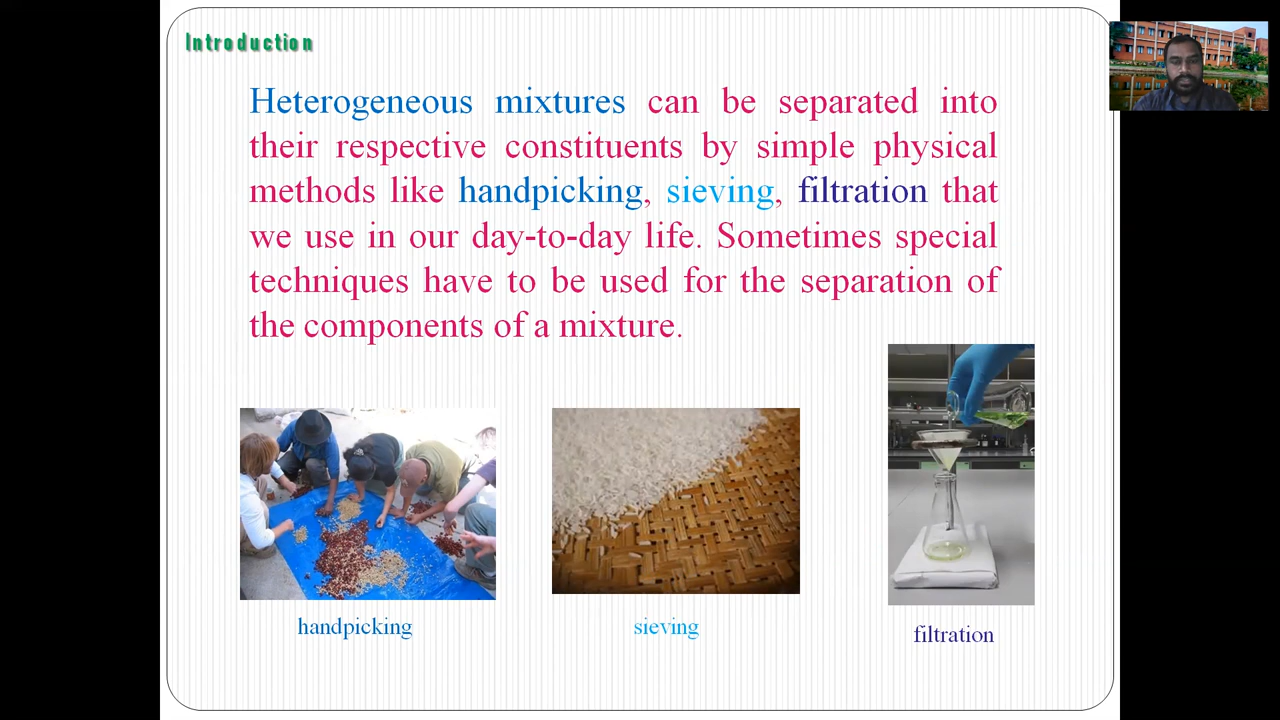 Introduction
Heterogeneous mixtures can be separated into
their respective constituents by simple physical
methods like handpicking, sieving, filtration that
we use in our day-to-day life. Sometimes special
techniques have to be used for the separation of
the components of a mixture.
handpicking
sieving
filtration